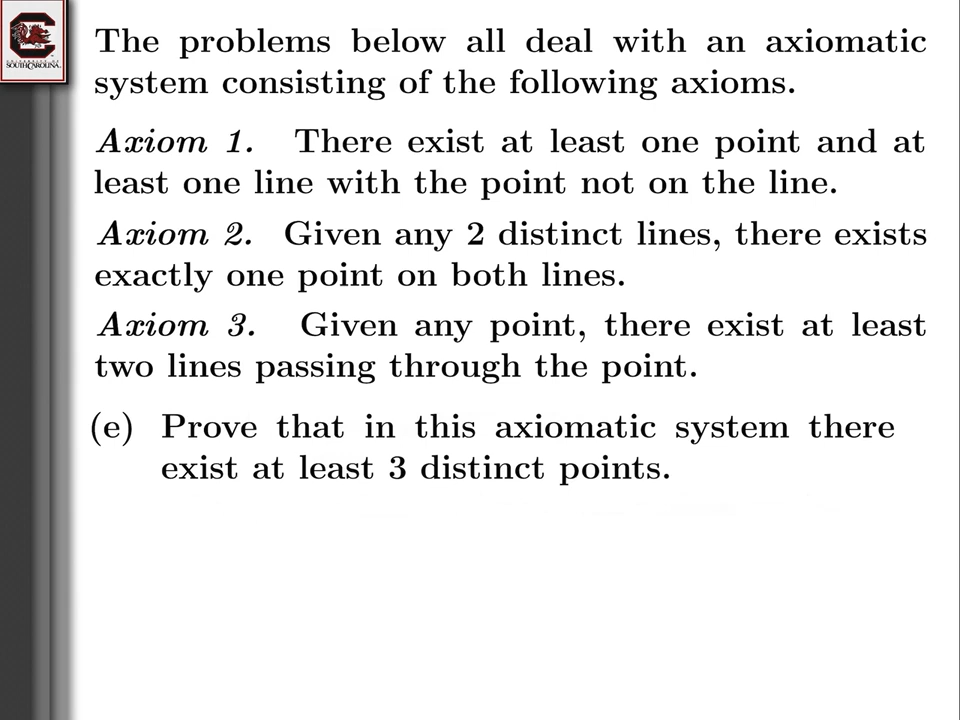 UNIVERSITY OF
SOUTH CAROLINA
The problems below all deal with an axiomatic
system consisting of the following axioms.
Axiom 1. There exist at least one point and at
least one line with the point not on the line.
Axiom 2. Given any 2 distinct lines, there exists
exactly one point on both lines.
Axiom 3. Given any point, there exist at least
two lines passing through the point.
(e) Prove that in this axiomatic system there
exist at least 3 distinct points.